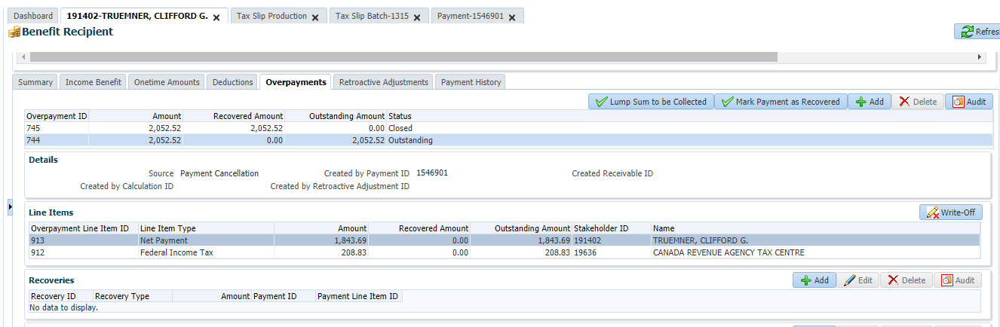 Dashboard 191402-TRUEMNER, CLIFFORD G. Tax Slip Production Tax Slip Batch-1315 Payment-1546901
Benefit Recipient Refres
Summary Income Benefit Onetime Amounts Deductions Overpayments Retroactive Adjustments Payment History
Lump Sum to be Collected Mark Payment as Recovered Add Delete Audit
Overpayment ID Amount Recovered Amount Outstanding Amount Status
745 2,052.52 2,052.52 0.00 Closed
744 2,052.52 0.00 2,052.52 Outstanding
Details
Source Payment Cancellation Created by Payment ID 1546901 Created Receivable ID
Created by Calculation ID Created by Retroactive Adjustment ID
Line Items Write-Off
Overpayment Line Item ID Line Item Type Amount Recovered Amount Outstanding Amount Stakeholder ID Name
913 Net Payment 1,843.69 0.00 1,843.69 191402 TRUEMNER, CLIFFORD G.
912 Federal Income Tax 208.83 0.00 208.83 19636 CANADA REVENUE AGENCY TAX CENTRE
Recoveries Add Edit Delete Audit
Recovery ID Recovery Type Amount Payment ID Payment Line Item ID
No data to display.